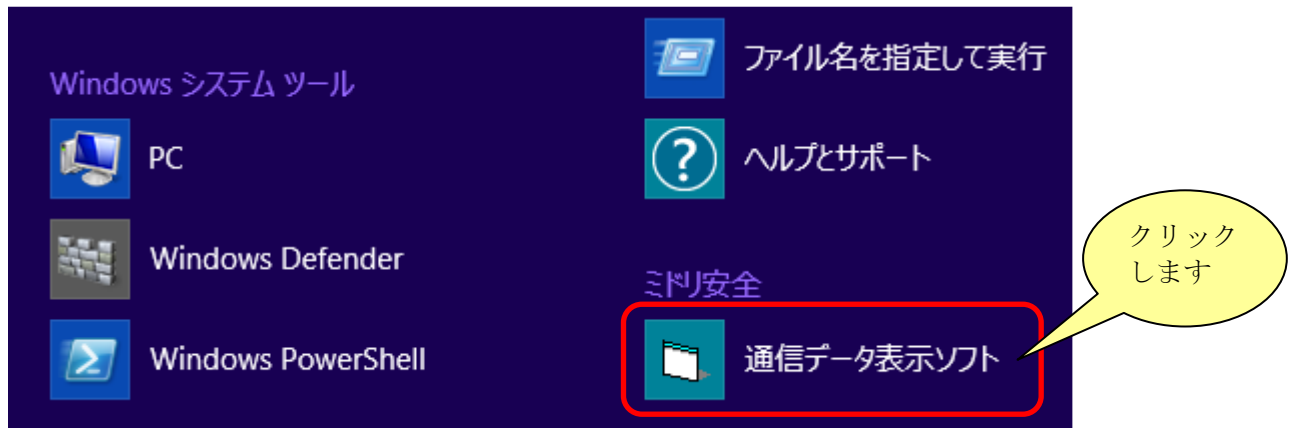 Windows システム ツール
PC
Windows Defender
Windows PowerShell
ファイル名を指定して実行
ヘルプとサポート
ミドリ安全
通信データ表示ソフト
クリック
します